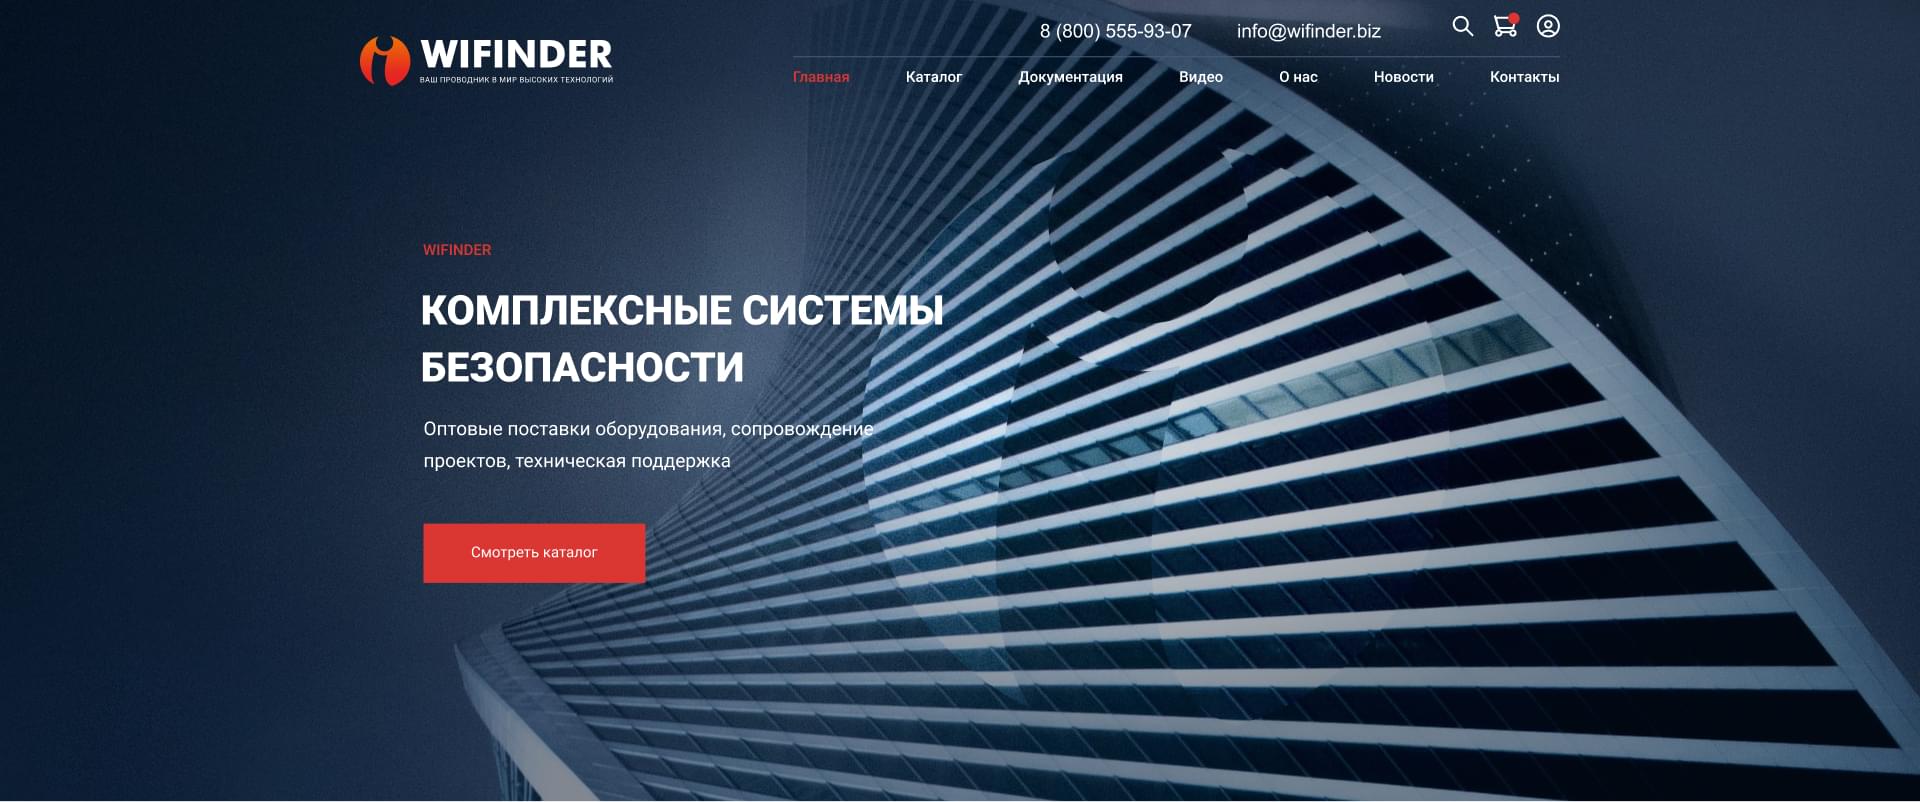 8 (800) 555-93-07 info@wifinder.biz
WIFINDER
ВАШ ПРОВОДНИК В МИР ВЫСОКИХ ТЕХНОЛОГИЙ
Главная Каталог Документация Видео О нас Новости Контакты
WIFINDER
КОМПЛЕКСНЫЕ СИСТЕМЫ
БЕЗОПАСНОСТИ
Оптовые поставки оборудования, сопровождение
проектов, техническая поддержка
Смотреть каталог